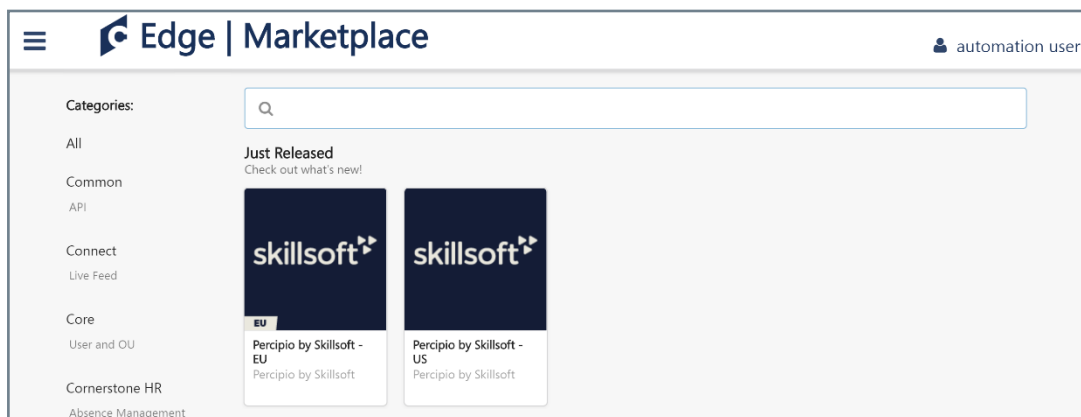 Edge | Marketplace
automation user
Categories:
All
Common
API
Connect
Live Feed
Core
User and OU
Cornerstone HR
Absence Management
Just Released
Check out what's new!
skillsoft
EU
Percipio by Skillsoft -
EU
Percipio by Skillsoft
skillsoft
Percipio by Skillsoft -
US
Percipio by Skillsoft